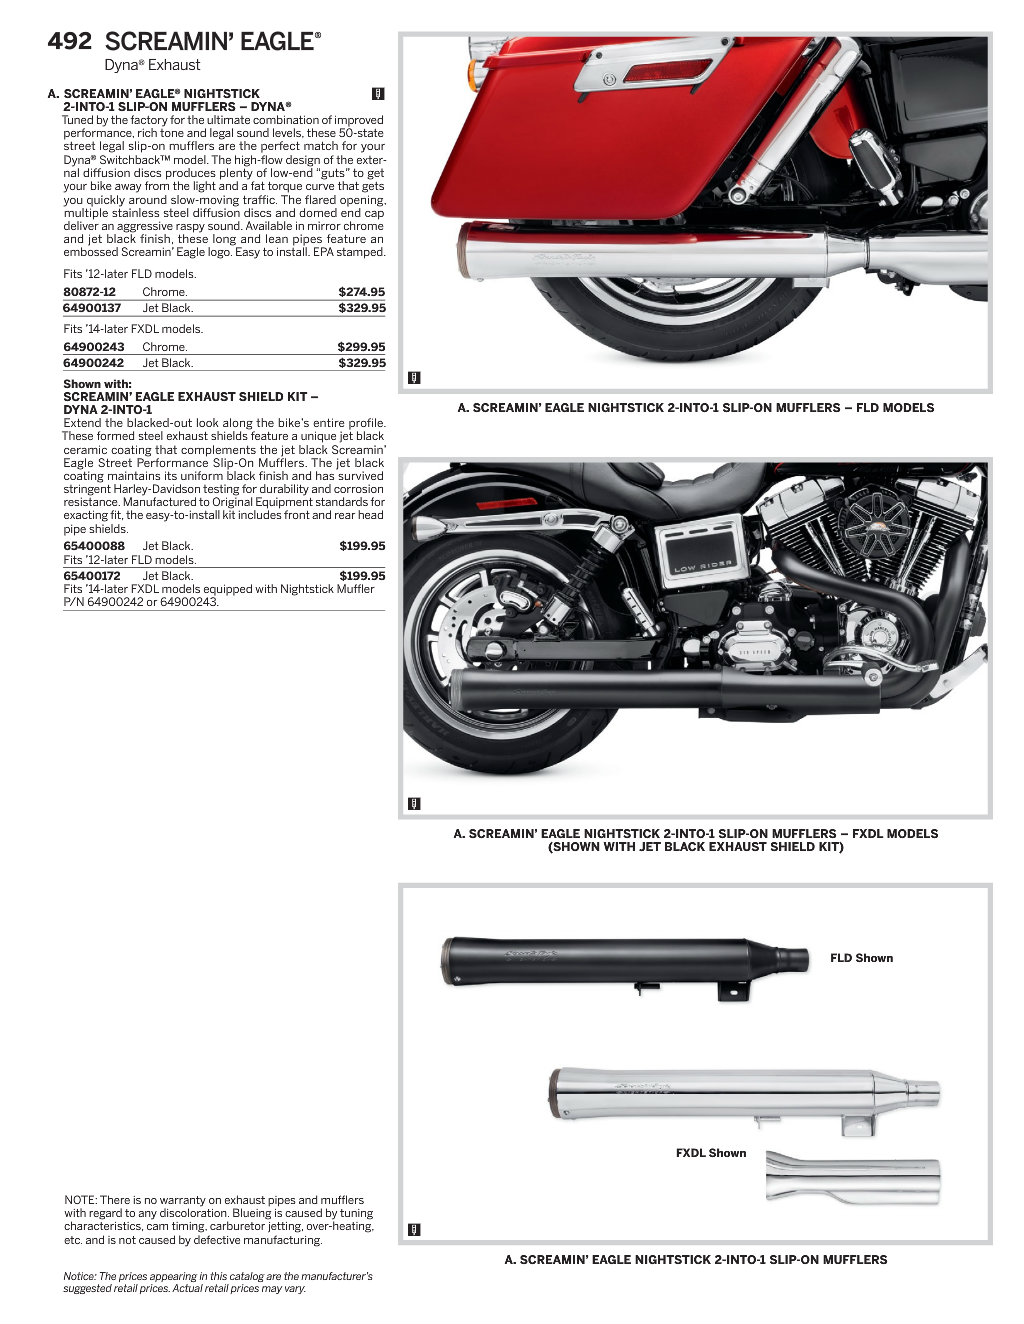 492 SCREAMIN’ EAGLE®
Dyna® Exhaust
A. SCREAMIN’ EAGLE® NIGHTSTICK
2-INTO-1 SLIP-ON MUFFLERS – DYNA®
Tuned by the factory for the ultimate combination of improved
performance, rich tone and legal sound levels, these 50-state
street legal slip-on mufflers are the perfect match for your
Dyna® Switchback™ model. The high-flow design of the exter-
nal diffusion discs produces plenty of low-end “guts” to get
your bike away from the light and a fat torque curve that gets
you quickly around slow-moving traffic. The flared opening,
multiple stainless steel diffusion discs and domed end cap
deliver an aggressive raspy sound. Available in mirror chrome
and jet black finish, these long and lean pipes feature an
embossed Screamin’ Eagle logo. Easy to install. EPA stamped.
Fits ’12-later FLD models.
80872-12 Chrome. $274.95
64900137 Jet Black. $329.95
Fits ’14-later FXDL models.
64900243 Chrome. $299.95
64900242 Jet Black. $329.95
Shown with:
SCREAMIN’ EAGLE EXHAUST SHIELD KIT –
DYNA 2-INTO-1
Extend the blacked-out look along the bike’s entire profile.
These formed steel exhaust shields feature a unique jet black
ceramic coating that complements the jet black Screamin’
Eagle Street Performance Slip-On Mufflers. The jet black
coating maintains its uniform black finish and has survived
stringent Harley-Davidson testing for durability and corrosion
resistance. Manufactured to Original Equipment standards for
exacting fit, the easy-to-install kit includes front and rear head
pipe shields.
65400088 Jet Black. $199.95
Fits ’12-later FLD models.
65400172 Jet Black. $199.95
Fits ’14-later FXDL models equipped with Nightstick Muffler
P/N 64900242 or 64900243.
NOTE: There is no warranty on exhaust pipes and mufflers
with regard to any discoloration. Blueing is caused by tuning
characteristics, cam timing, carburetor jetting, over-heating,
etc. and is not caused by defective manufacturing.
Notice: The prices appearing in this catalog are the manufacturer’s
suggested retail prices. Actual retail prices may vary.
A. SCREAMIN’ EAGLE NIGHTSTICK 2-INTO-1 SLIP-ON MUFFLERS – FLD MODELS
LOW RIDER
SIX SPEED
A. SCREAMIN’ EAGLE NIGHTSTICK 2-INTO-1 SLIP-ON MUFFLERS – FXDL MODELS
(SHOWN WITH JET BLACK EXHAUST SHIELD KIT)
FLD Shown
FXDL Shown
A. SCREAMIN’ EAGLE NIGHTSTICK 2-INTO-1 SLIP-ON MUFFLERS